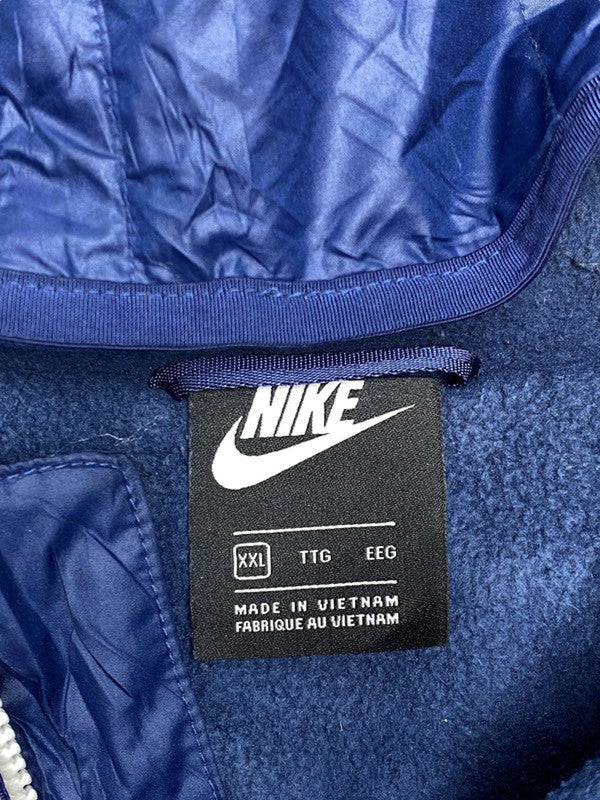 NIKE
XXL TTG EEG
MADE IN VIETNAM
FABRIQUE AU VIETNAM